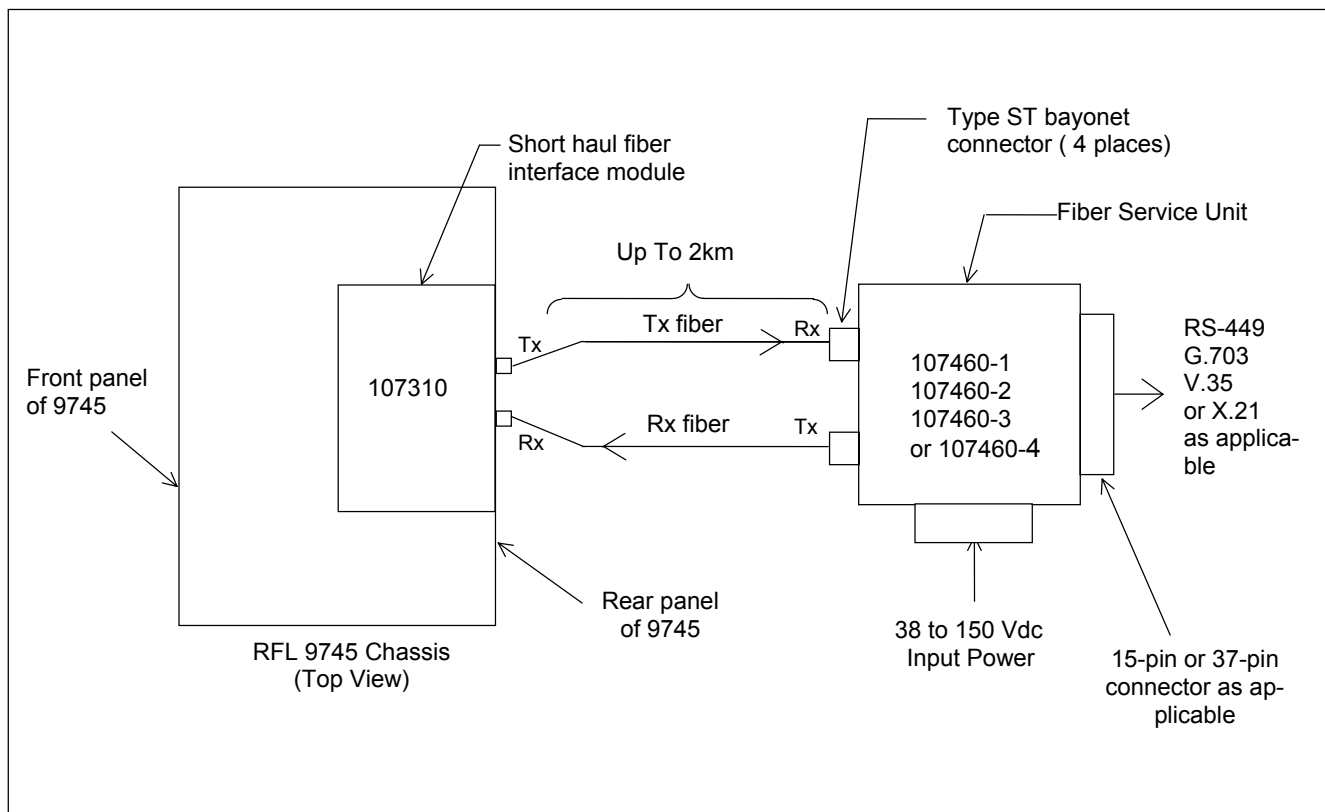 Type ST bayonet
connector ( 4 places)
Short haul fiber
interface module
Fiber Service Unit
Up To 2km
Tx fiber
Rx
Tx
RS-449
G.703
V.35
or X.21
as applica-
ble
107460-1
107460-2
107460-3
or 107460-4
Front panel
of 9745
107310
Rx fiber
Tx
Rx
Rear panel
of 9745
38 to 150 Vdc
Input Power
RFL 9745 Chassis
(Top View)
15-pin or 37-pin
connector as ap-
plicable